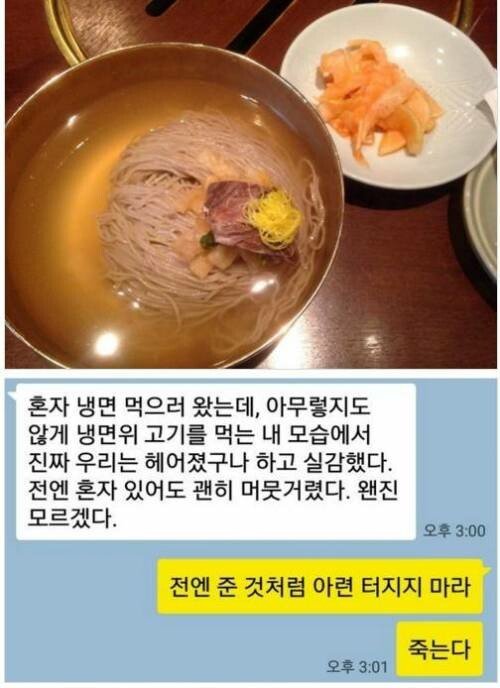 혼자 냉면 먹으러 왔는데, 아무렇지도
않게 냉면위 고기를 먹는 내 모습에서
진짜 우리는 헤어졌구나 하고 실감했다.
전엔 혼자 있어도 괜히 머뭇거렸다. 왠진
모르겠다.
오후 3:00
전엔 준 것처럼 아련 터지지 마라
죽는다
오후 3:01